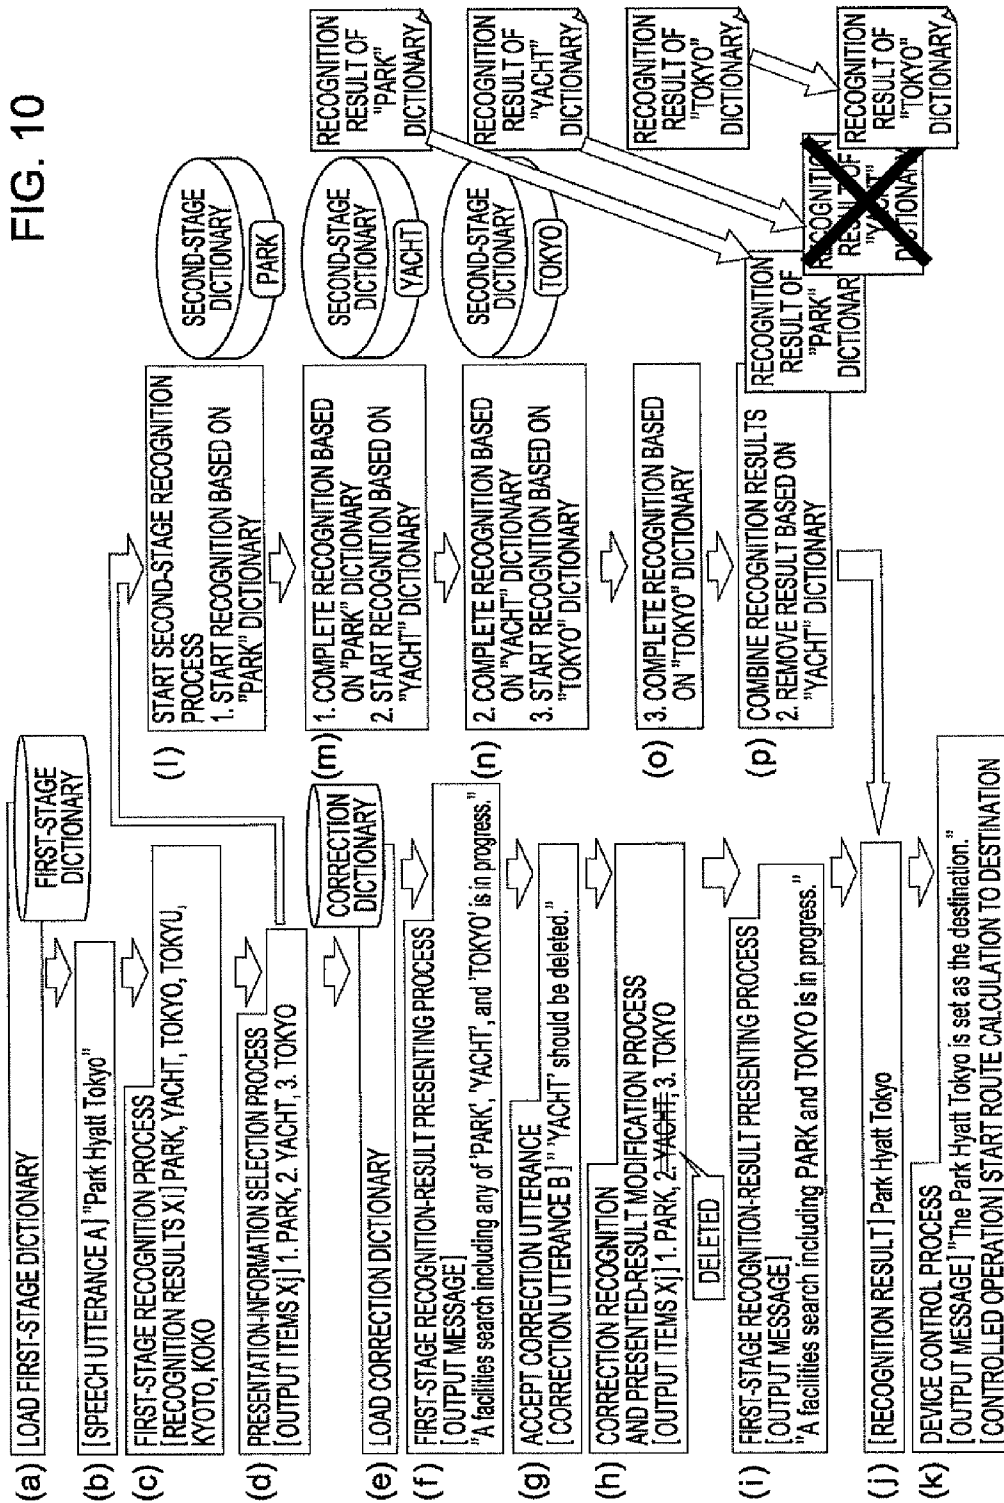 FIG. 10
(a)
LOAD FIRST-STAGE DICTIONARY
FIRST-STAGE
DICTIONARY
(b)
[SPEECH UTTERANCE A] "Park Hyatt Tokyo"
(c)
FIRST-STAGE RECOGNITION PROCESS
[RECOGNITION RESULTS Xi] PARK, YACHT, TOKYO, TOKYU,
KYOTO, KOKO
(d)
PRESENTATION-INFORMATION SELECTION PROCESS
[OUTPUT ITEMS Xj] 1. PARK, 2. YACHT, 3. TOKYO
(e)
LOAD CORRECTION DICTIONARY
CORRECTION
DICTIONARY
(f)
FIRST-STAGE RECOGNITION-RESULT PRESENTING PROCESS
[OUTPUT MESSAGE]
"A facilities search including any of 'PARK', 'YACHT', and 'TOKYO' is in progress."
(g)
ACCEPT CORRECTION UTTERANCE
[CORRECTION UTTERANCE B] "'YACHT' should be deleted."
(h)
CORRECTION RECOGNITION
AND PRESENTED-RESULT MODIFICATION PROCESS
[OUTPUT ITEMS Xj] 1. PARK, 2. YACHT, 3. TOKYO
DELETED
(i)
FIRST-STAGE RECOGNITION-RESULT PRESENTING PROCESS
[OUTPUT MESSAGE]
"A facilities search including PARK and TOKYO is in progress."
(j)
[RECOGNITION RESULT] Park Hyatt Tokyo
(k)
DEVICE CONTROL PROCESS
[OUTPUT MESSAGE] "The Park Hyatt Tokyo is set as the destination."
[CONTROLLED OPERATION] START ROUTE CALCULATION TO DESTINATION
(l)
START SECOND-STAGE RECOGNITION
PROCESS
1. START RECOGNITION BASED ON
"PARK" DICTIONARY
SECOND-STAGE
DICTIONARY
PARK
(m)
1. COMPLETE RECOGNITION BASED
ON "PARK" DICTIONARY
2. START RECOGNITION BASED ON
"YACHT" DICTIONARY
SECOND-STAGE
DICTIONARY
YACHT
(n)
2. COMPLETE RECOGNITION BASED
ON "YACHT" DICTIONARY
3. START RECOGNITION BASED ON
"TOKYO" DICTIONARY
SECOND-STAGE
DICTIONARY
TOKYO
(o)
3. COMPLETE RECOGNITION BASED
ON "TOKYO" DICTIONARY
(p)
COMBINE RECOGNITION RESULTS
2. REMOVE RESULT BASED ON
"YACHT" DICTIONARY
RECOGNITION
RESULT OF
"PARK"
DICTIONARY
RECOGNITION
RESULT OF
"YACHT"
DICTIONARY
RECOGNITION
RESULT OF
"TOKYO"
DICTIONARY
RECOGNITION
RESULT OF
"PARK"
DICTIONAR
RECOGNITION
RESULT OF
"YACHT"
DICTIONAR
RECOGNITION
RESULT OF
"TOKYO"
DICTIONARY